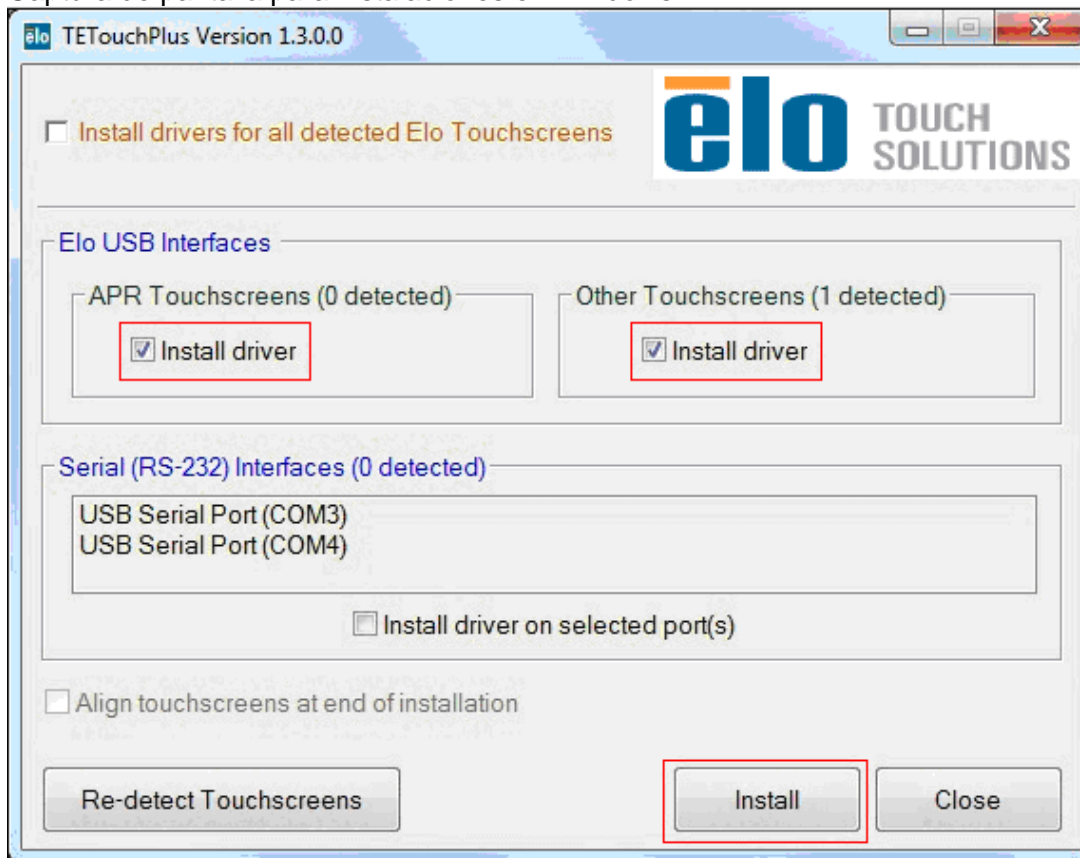 elo TETouchPlus Version 1.3.0.0
Install drivers for all detected Elo Touchscreens
ēlo TOUCH
SOLUTIONS
Elo USB Interfaces
APR Touchscreens (0 detected)
Install driver
Other Touchscreens (1 detected)
Install driver
Serial (RS-232) Interfaces (0 detected)
USB Serial Port (COM3)
USB Serial Port (COM4)
Install driver on selected port(s)
Align touchscreens at end of installation
Re-detect Touchscreens
Install
Close